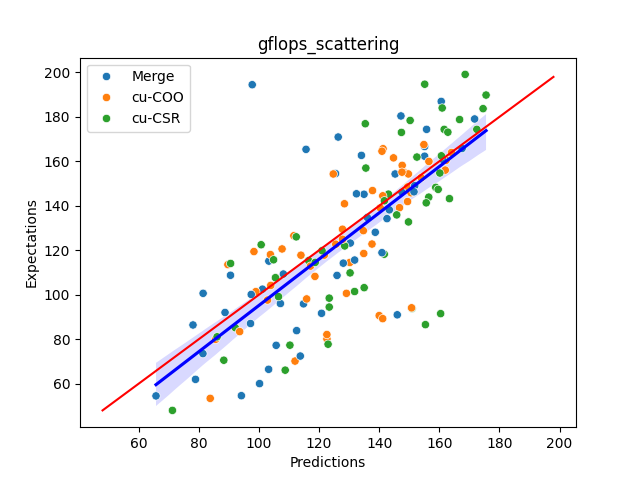 gflops_scattering
Merge
cu-COO
cu-CSR
200
180
160
140
120
100
80
60
Expectations
60 80 100 120 140 160 180 200
Predictions